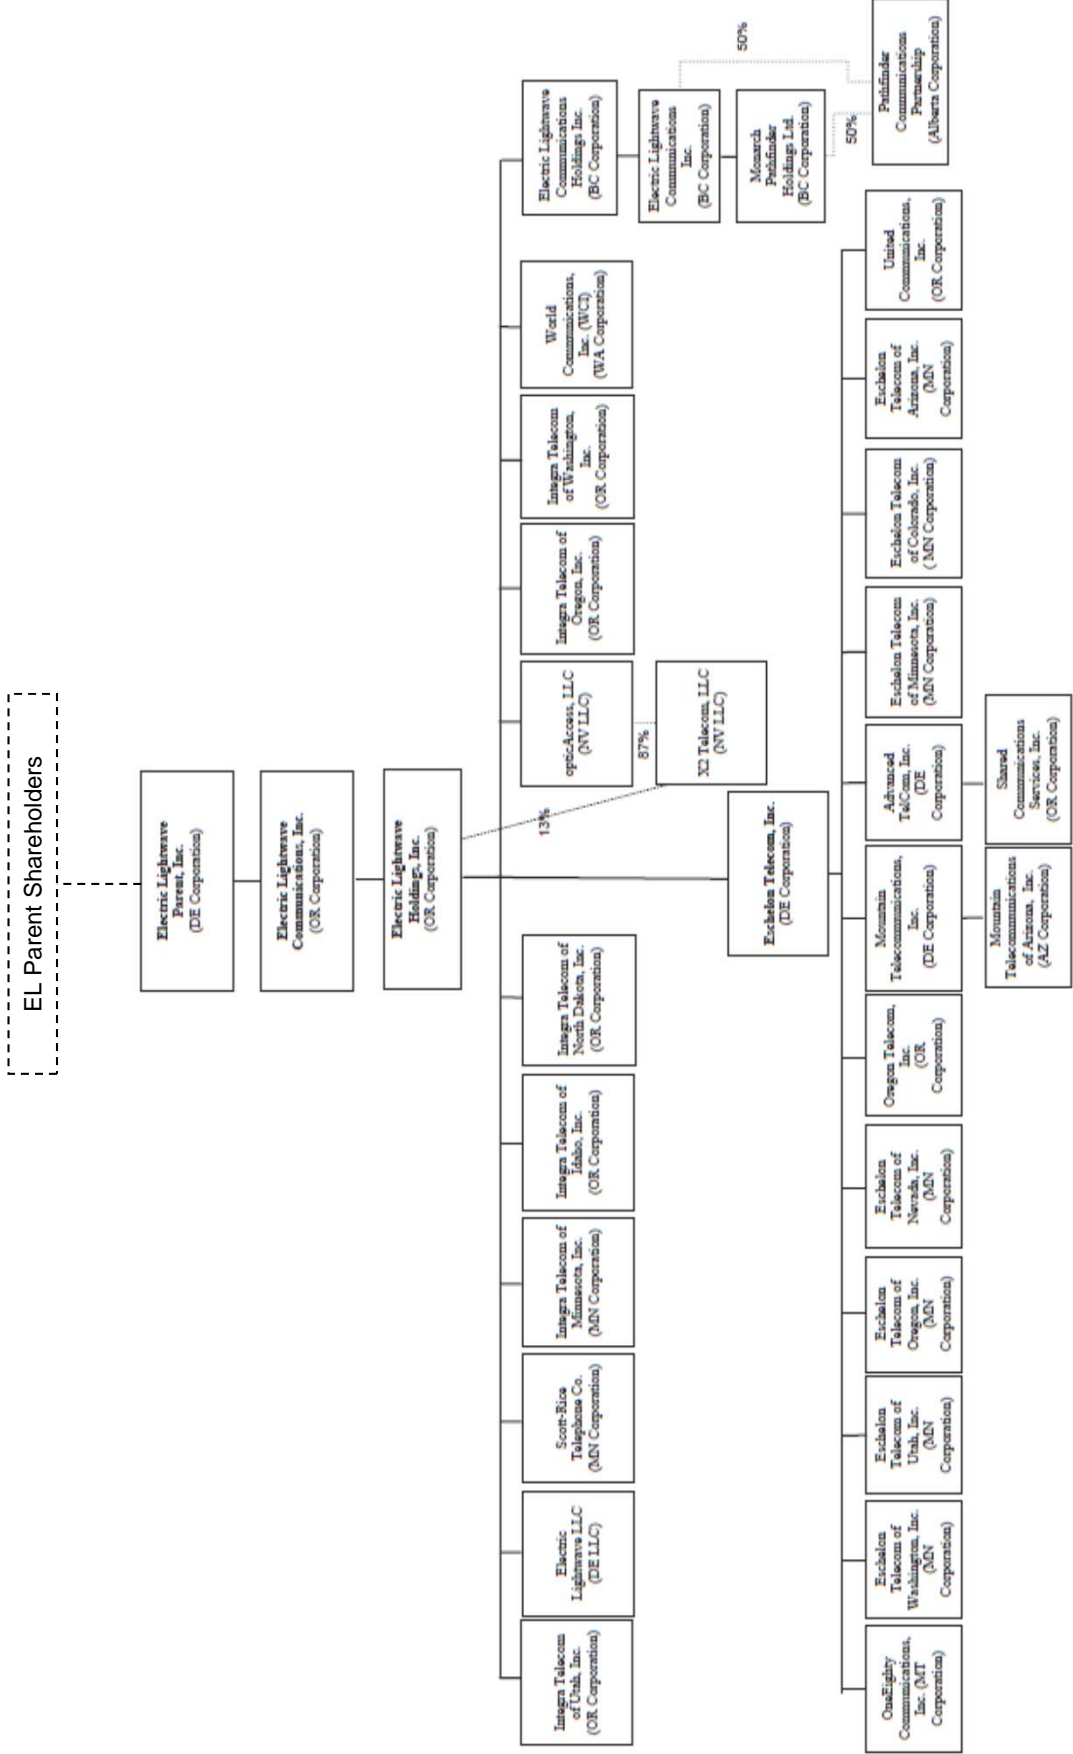 EL Parent Shareholders
Electric Lightwave
Parent, Inc.
(DE Corporation)
Electric Lightwave
Communications, Inc.
(OR Corporation)
Electric Lightwave
Holdings, Inc.
(OR Corporation)
13%
Integra Telecom
of Utah, Inc.
(OR Corporation)
Electric
Lightwave LLC
(DE LLC)
Scott-Rice
Telephone Co.
(MN Corporation)
Integra Telecom of
Minnesota, Inc.
(MN Corporation)
Integra Telecom of
Idaho, Inc.
(OR Corporation)
Integra Telecom of
North Dakota, Inc.
(OR Corporation)
opticAccess, LLC
(NV LLC)
Integra Telecom of
Oregon, Inc.
(OR Corporation)
Integra Telecom
of Washington,
Inc.
(OR Corporation)
World
Communications,
Inc. (WCI)
(WA Corporation)
Electric Lightwave
Communications
Holdings Inc.
(BC Corporation)
87%
X2 Telecom, LLC
(NV LLC)
Electric Lightwave
Communications
Inc.
(BC Corporation)
50%
Monarch
Pathfinder
Holdings Ltd.
(BC Corporation)
50%
Pathfinder
Communications
Partnership
(Alberta Corporation)
Eschelon Telecom, Inc.
(DE Corporation)
OneEighty
Communications,
Inc. (MT
Corporation)
Eschelon
Telecom of
Washington, Inc.
(MN
Corporation)
Eschelon
Telecom of
Utah, Inc.
(MN
Corporation)
Eschelon
Telecom of
Oregon, Inc.
(MN
Corporation)
Eschelon
Telecom of
Nevada, Inc.
(MN
Corporation)
Oregon Telecom,
Inc.
(OR
Corporation)
Mountain
Telecommunications,
Inc.
(DE Corporation)
Advanced
TelCom, Inc.
(DE
Corporation)
Eschelon Telecom
of Minnesota, Inc.
(MN Corporation)
Eschelon Telecom
of Colorado, Inc.
( MN Corporation)
Eschelon
Telecom of
Arizona, Inc.
(MN
Corporation)
United
Communications,
Inc.
(OR Corporation)
Mountain
Telecommunications
of Arizona, Inc.
(AZ Corporation)
Shared
Communications
Services, Inc.
(OR Corporation)